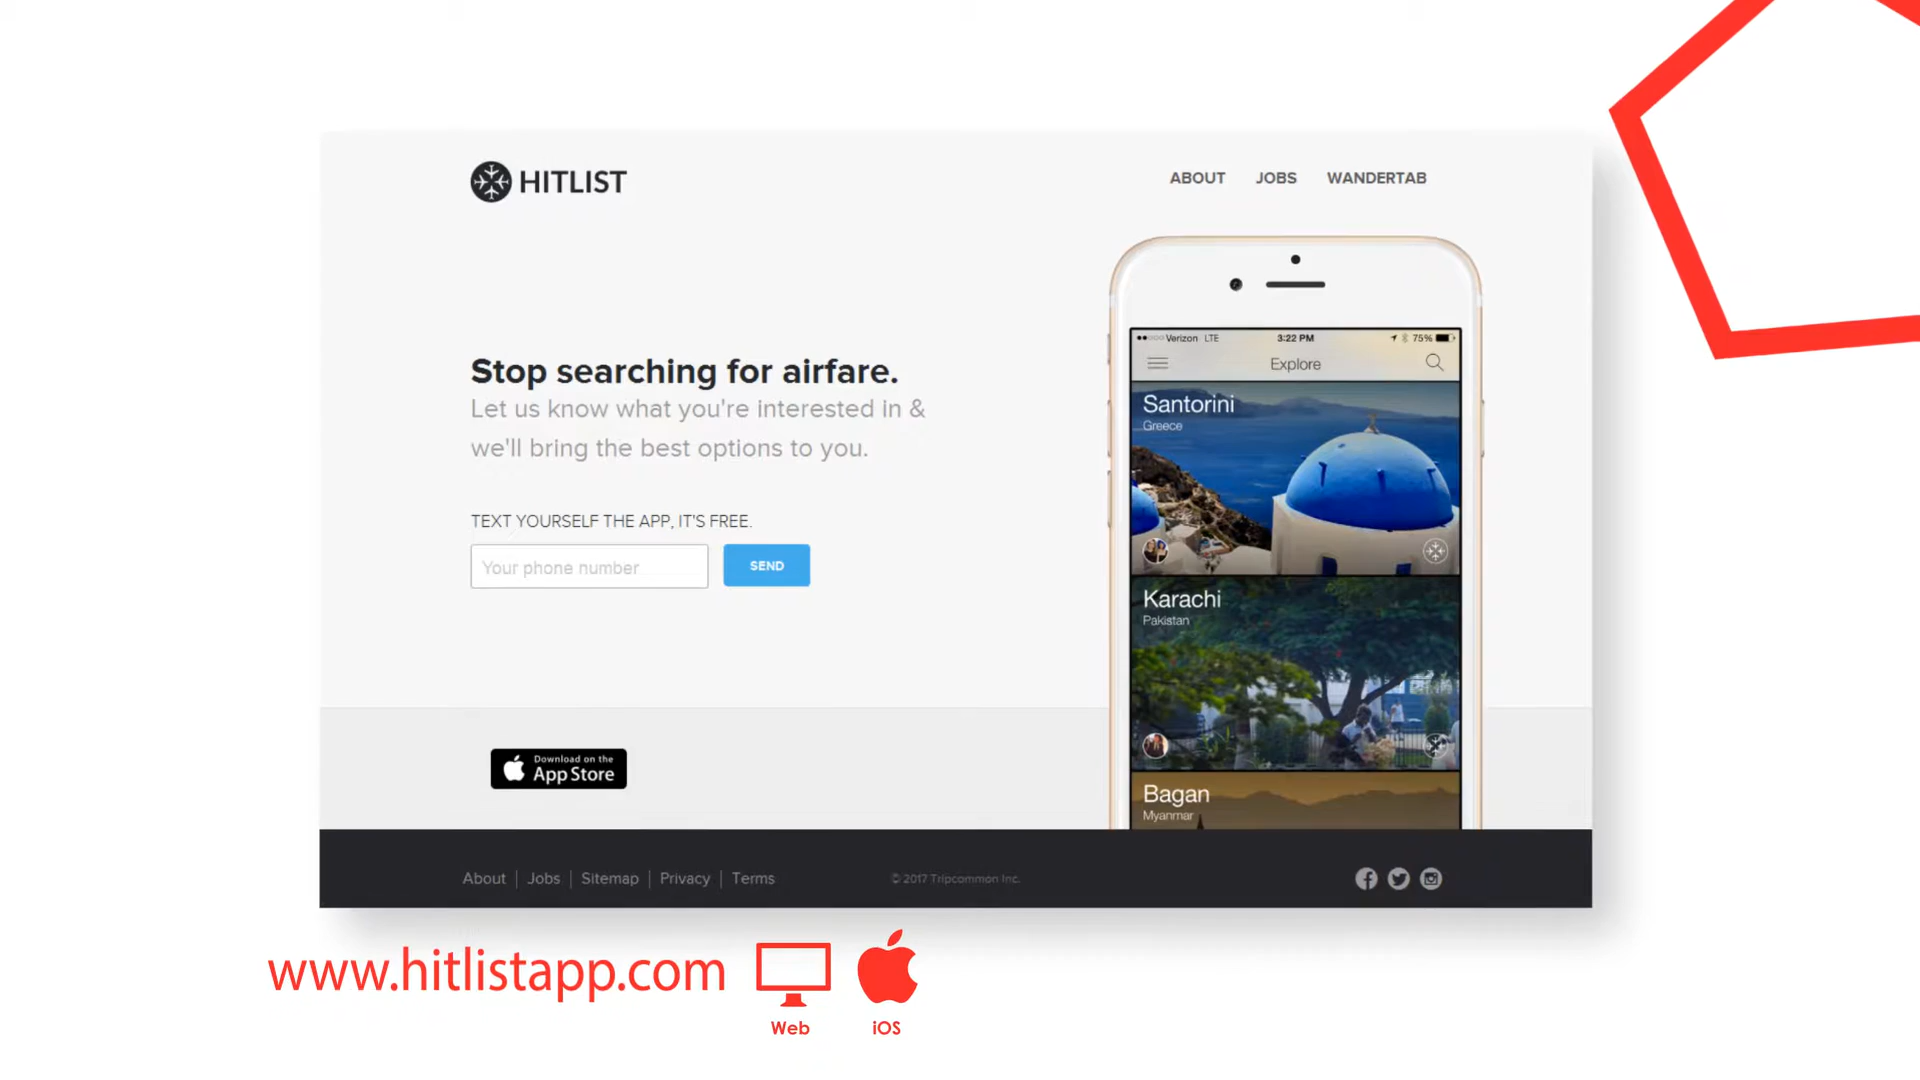 HITLIST
ABOUT JOBS WANDERTAB
Stop searching for airfare.
Let us know what you're interested in &
we'll bring the best options to you.
TEXT YOURSELF THE APP, IT'S FREE.
Your phone number SEND
Download on the
App Store
Verizon LTE 3:22 PM 75%
Explore
Santorini
Greece
Karachi
Pakistan
Bagan
Myanmar
About | Jobs | Sitemap | Privacy | Terms
© 2017 Tripcommon Inc.
www.hitlistapp.com
Web
iOS